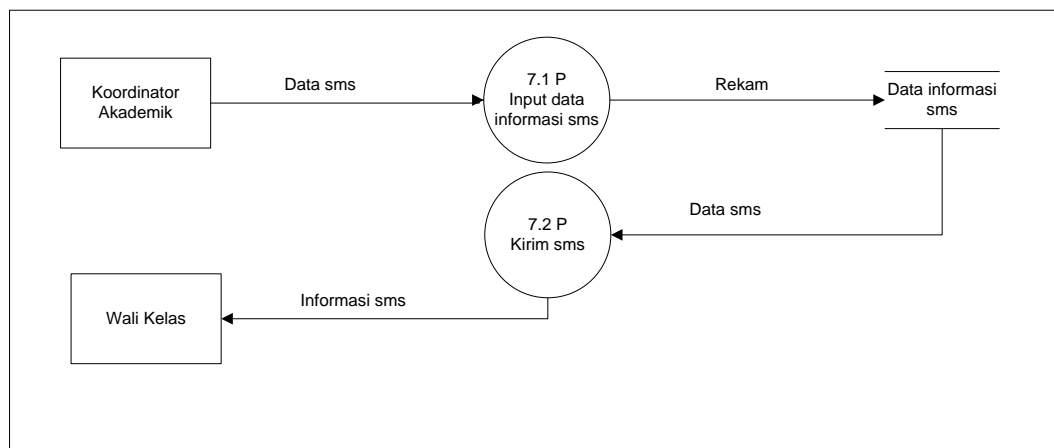 Koordinator
Akademik
Data sms
7.1 P
Input data
informasi sms
Rekam
Data informasi
sms
Data sms
7.2 P
Kirim sms
Informasi sms
Wali Kelas